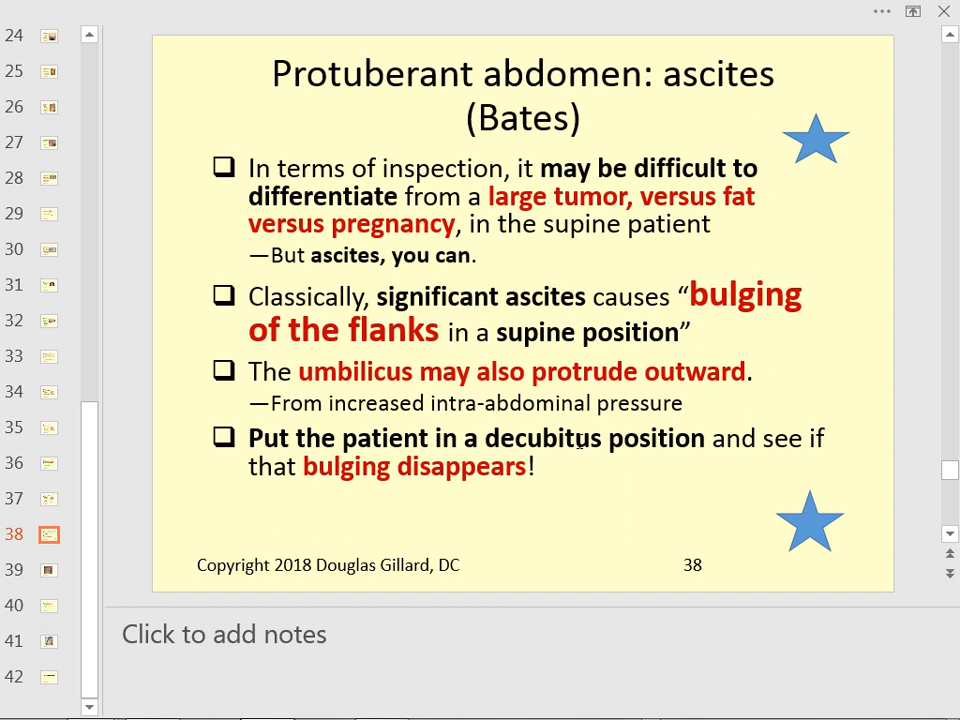 24
25
26
27
28
29
30
31
32
33
34
35
36
37
38
39
40
41
42
Protuberant abdomen: ascites
(Bates)
In terms of inspection, it may be difficult to
differentiate from a large tumor, versus fat
versus pregnancy, in the supine patient
—But ascites, you can.
Classically, significant ascites causes “bulging
of the flanks in a supine position”
The umbilicus may also protrude outward.
—From increased intra-abdominal pressure
Put the patient in a decubitus position and see if
that bulging disappears!
Copyright 2018 Douglas Gillard, DC
38
Click to add notes